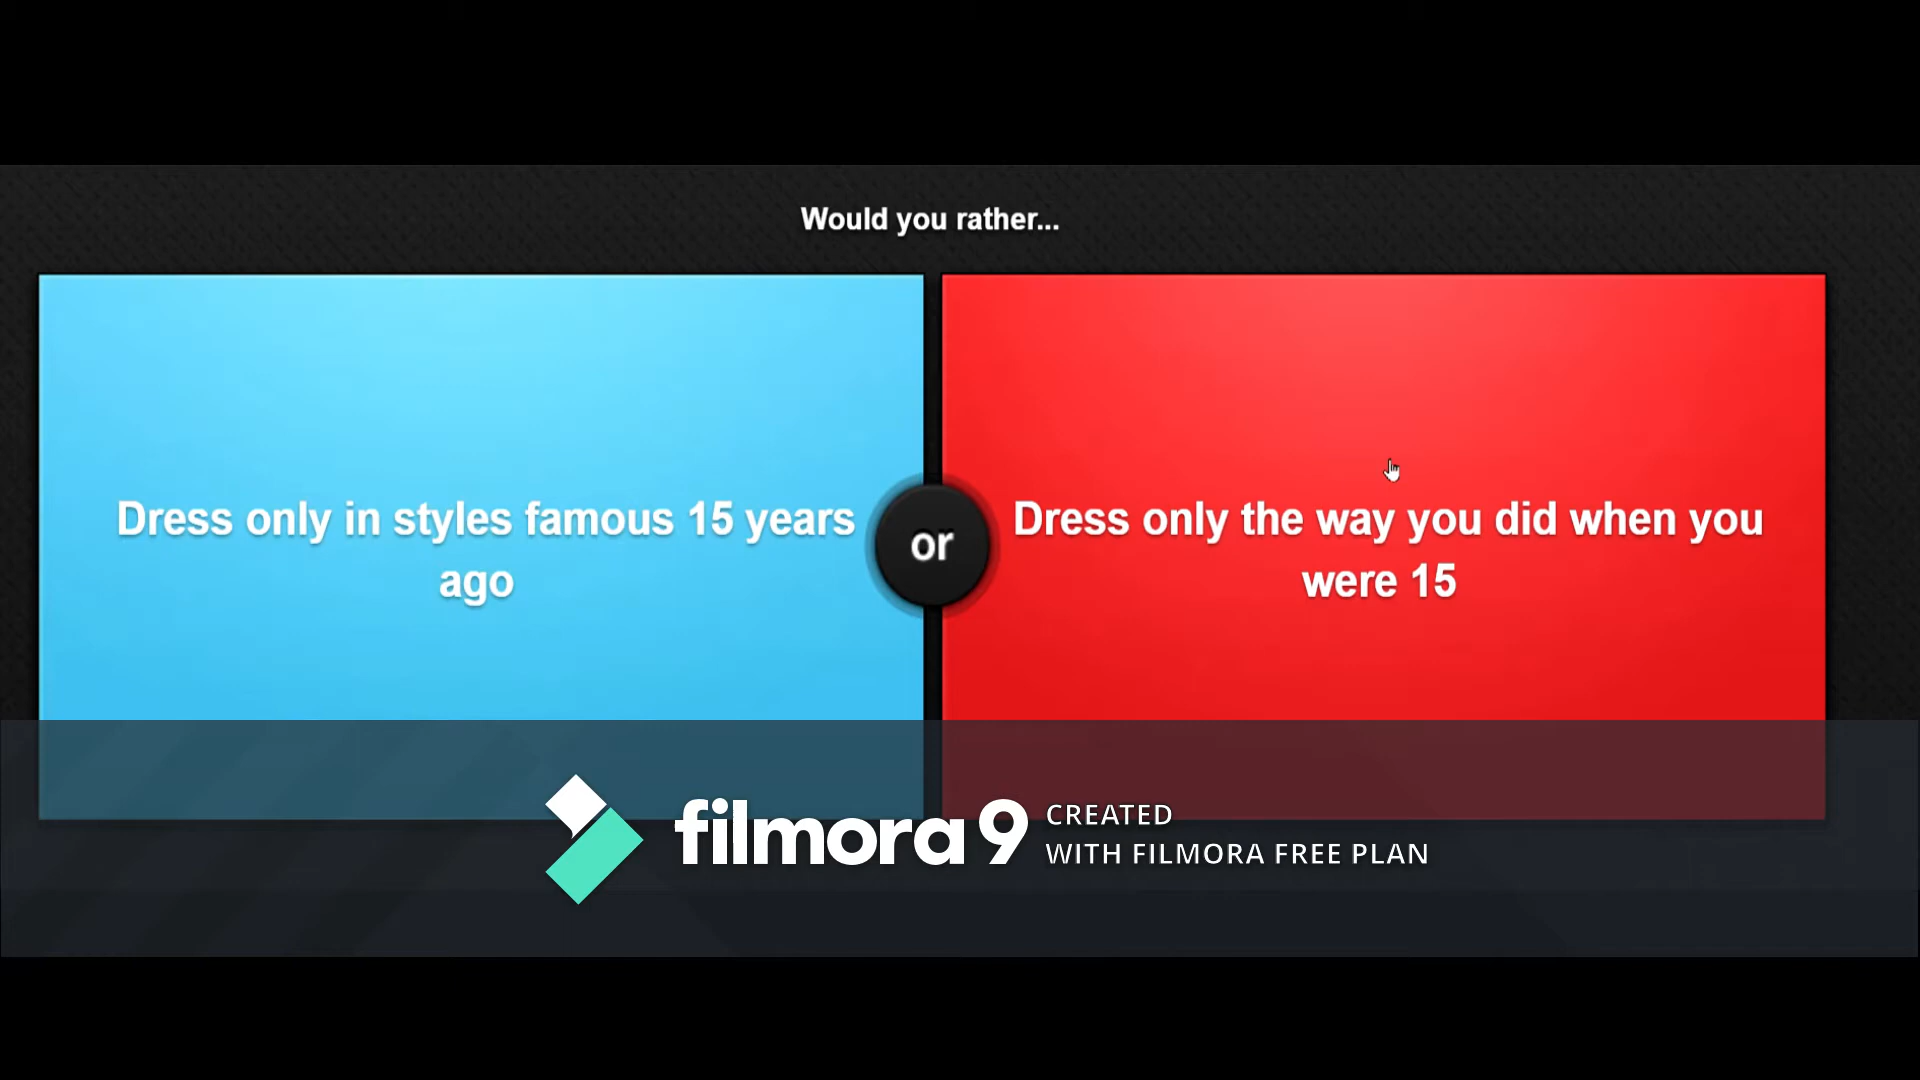 Would you rather...
Dress only in styles famous 15 years
ago
or
Dress only the way you did when you
were 15
filmora 9
CREATED
WITH FILMORA FREE PLAN